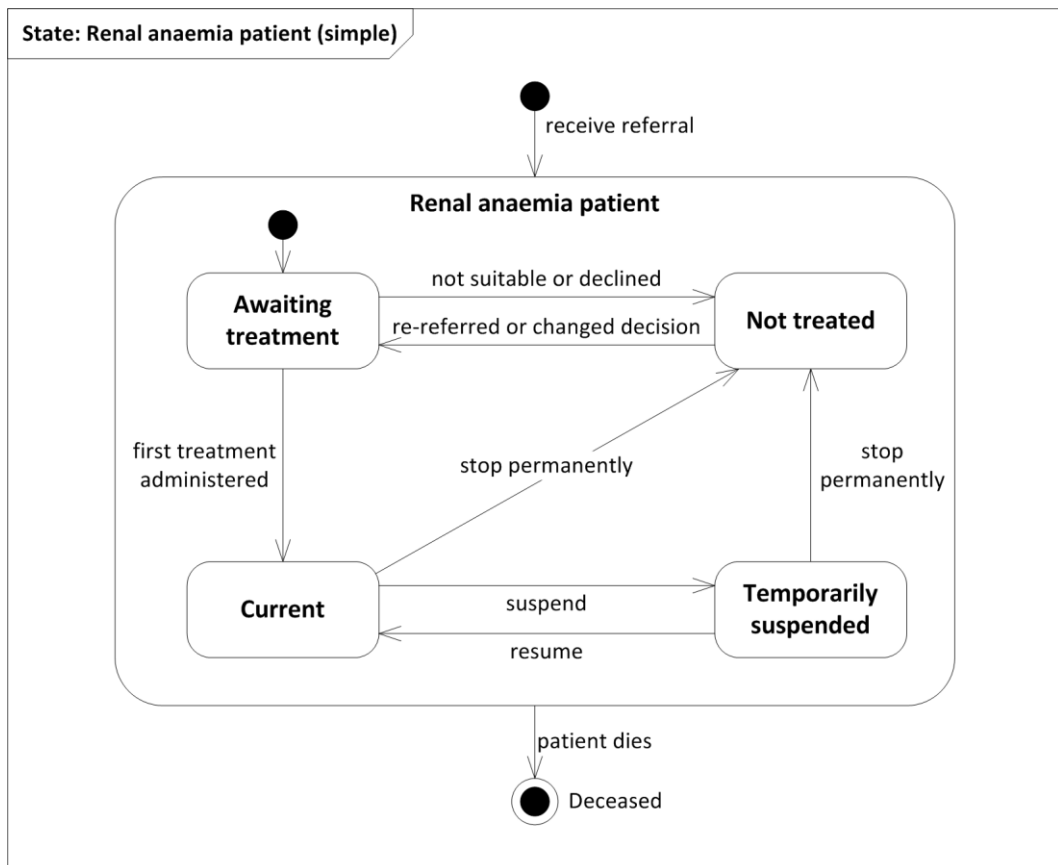 State: Renal anaemia patient (simple)
receive referral
Renal anaemia patient
not suitable or declined
Awaiting
treatment
re-referred or changed decision
Not treated
first treatment
administered
stop permanently
stop
permanently
Current
suspend
resume
Temporarily
suspended
patient dies
Deceased